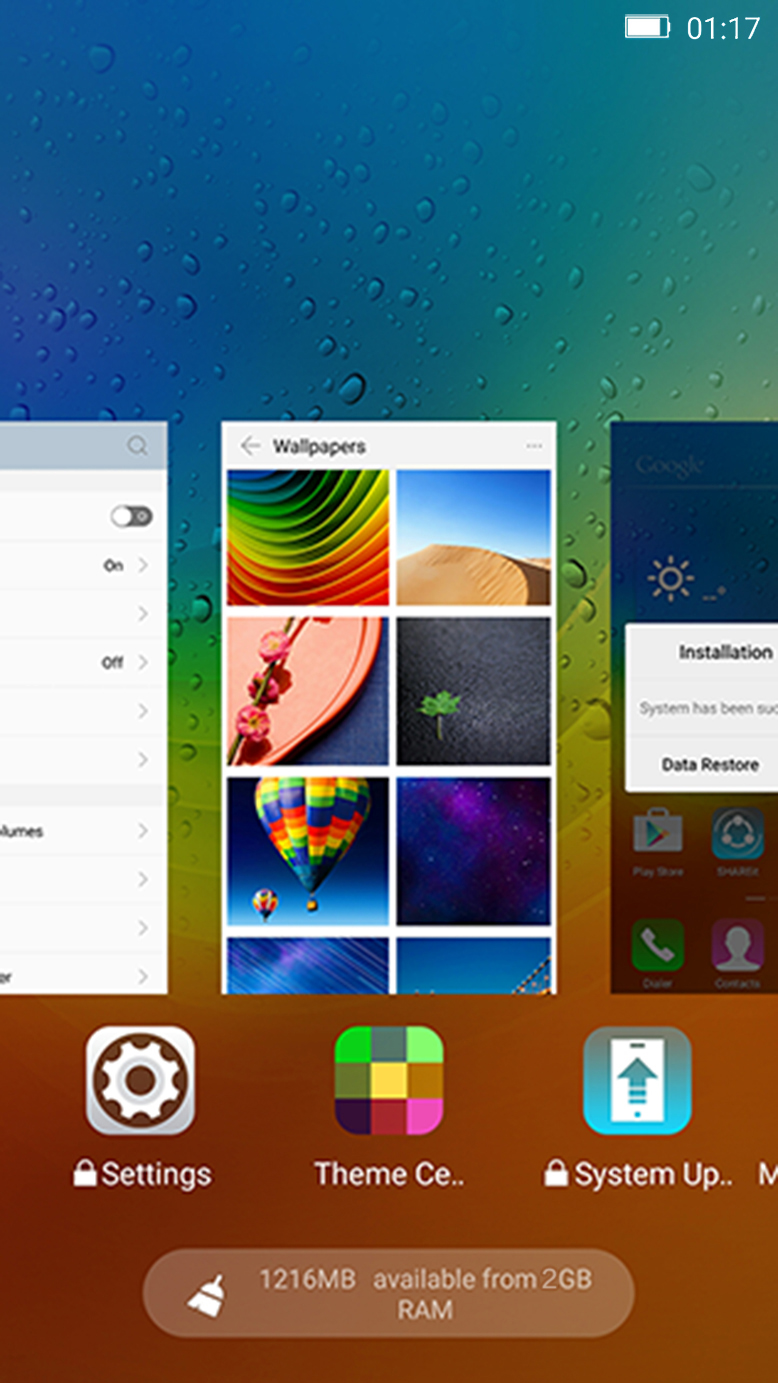 01:17
Wallpapers
On
Off
lumes
er
Google
Installation
System has been suc
Data Restore
Play Store
SHAREit
Dialer
Contacts
Settings
Theme Ce..
System Up..
M
1216MB available from 2GB
RAM